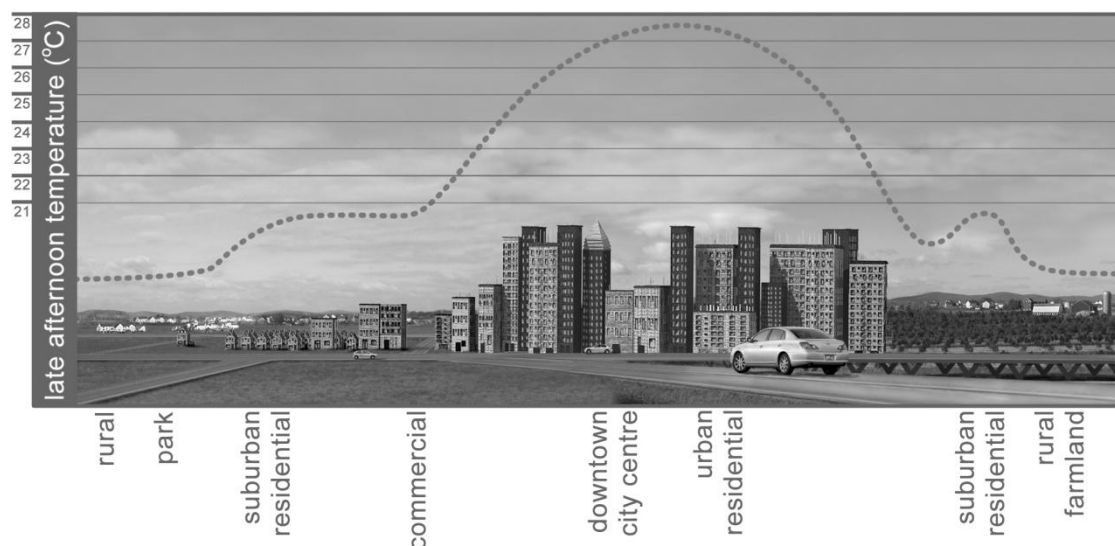 28
27
26
25
24
23
22
21
late afternoon temperature (°C)
rural
park
suburban
residential
commercial
downtown
city centre
urban
residential
suburban
residential
rural
farmland